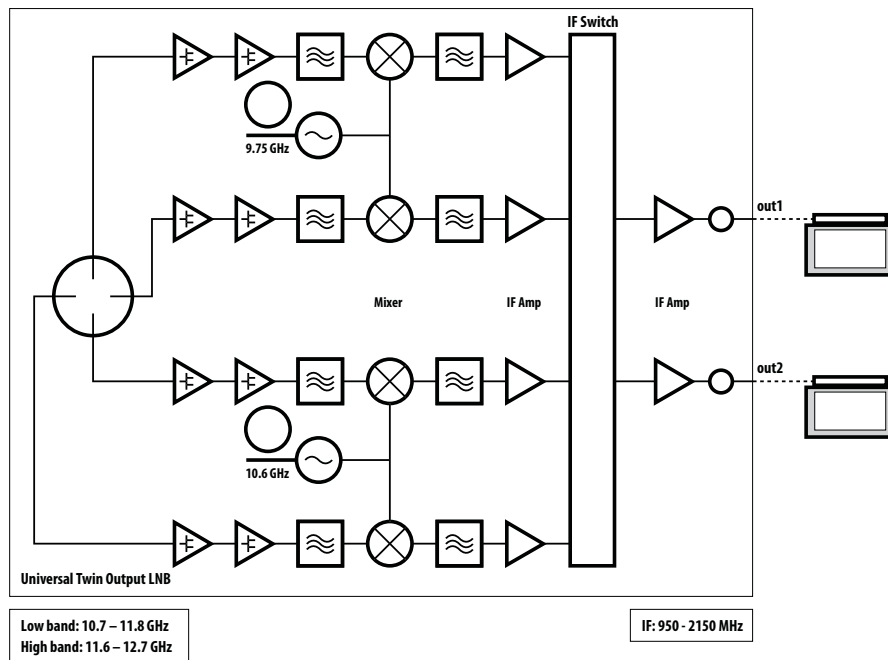 IF Switch
9.75 GHz
out1
Mixer
IF Amp
IF Amp
out2
10.6 GHz
Universal Twin Output LNB
Low band: 10.7 – 11.8 GHz
High band: 11.6 – 12.7 GHz
IF: 950 - 2150 MHz